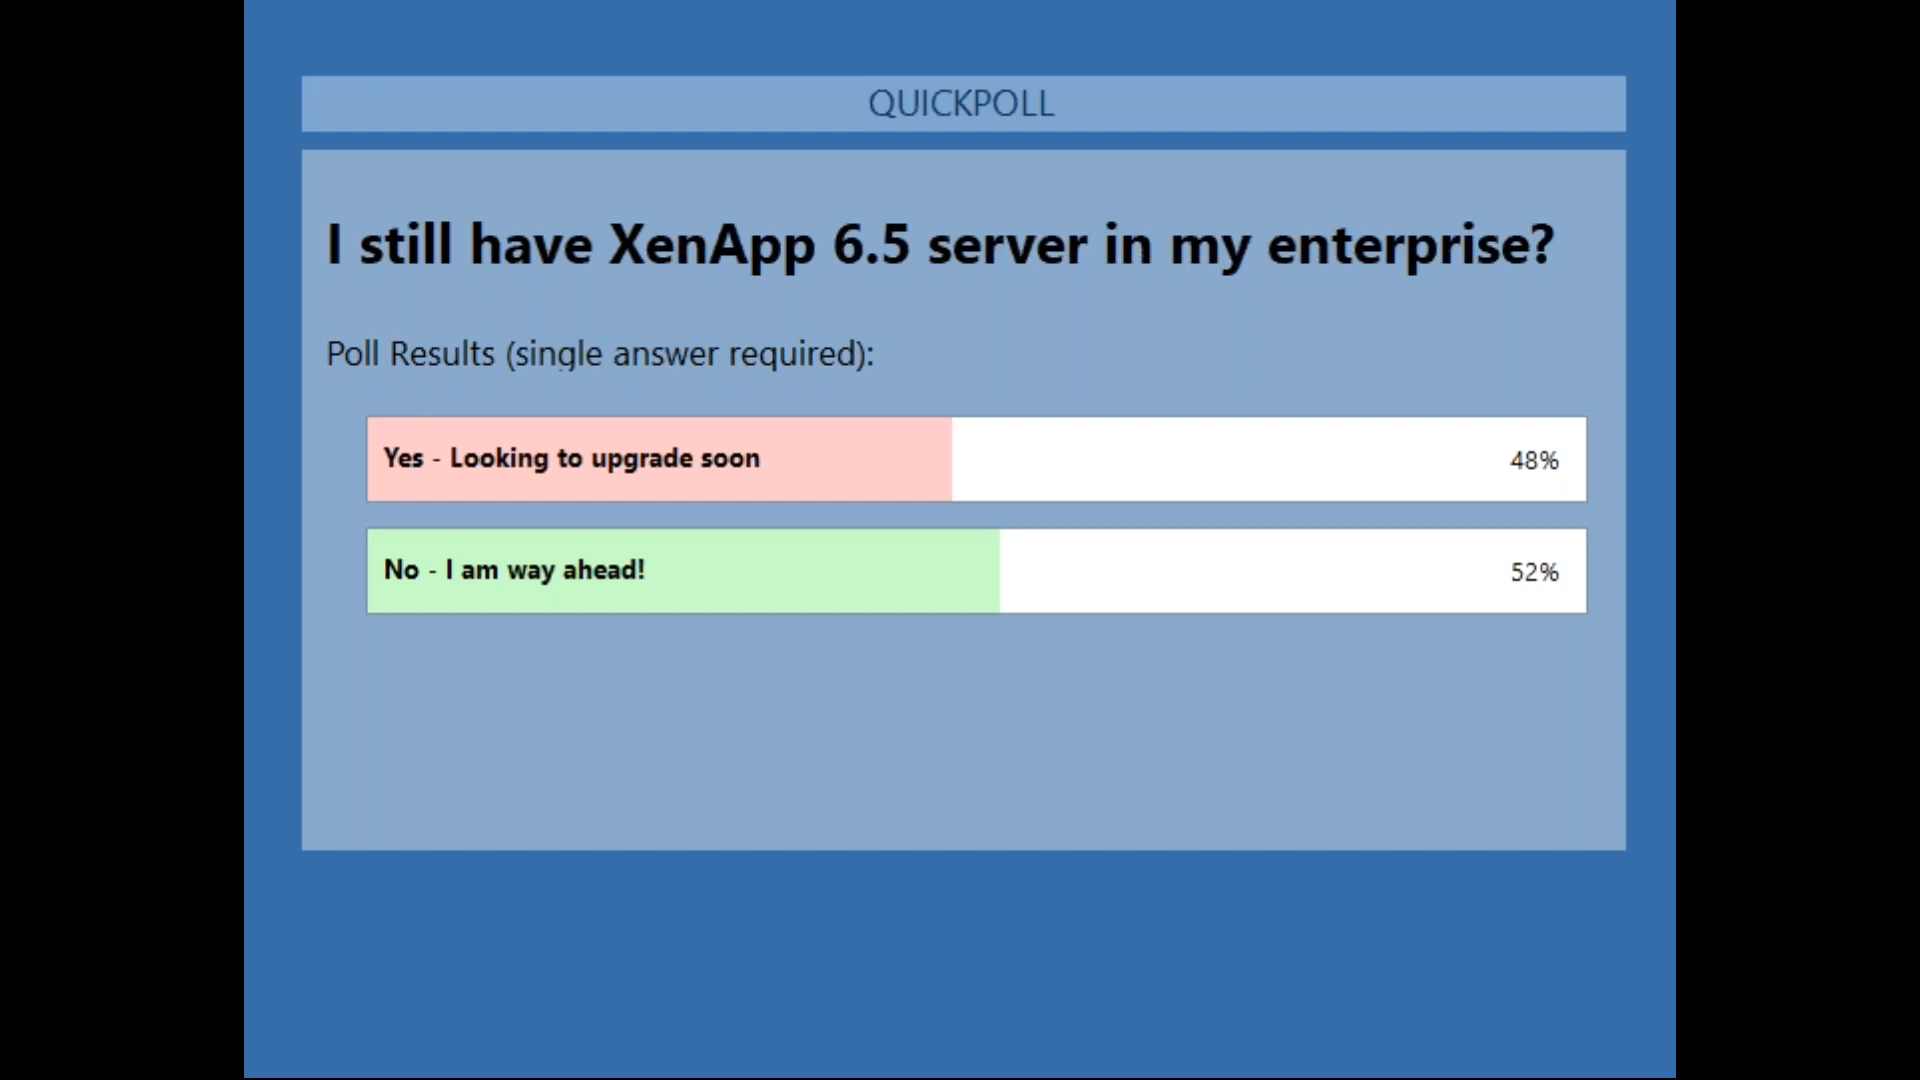 QUICKPOLL
I still have XenApp 6.5 server in my enterprise?
Poll Results (single answer required):
Yes - Looking to upgrade soon 48%
No - I am way ahead! 52%